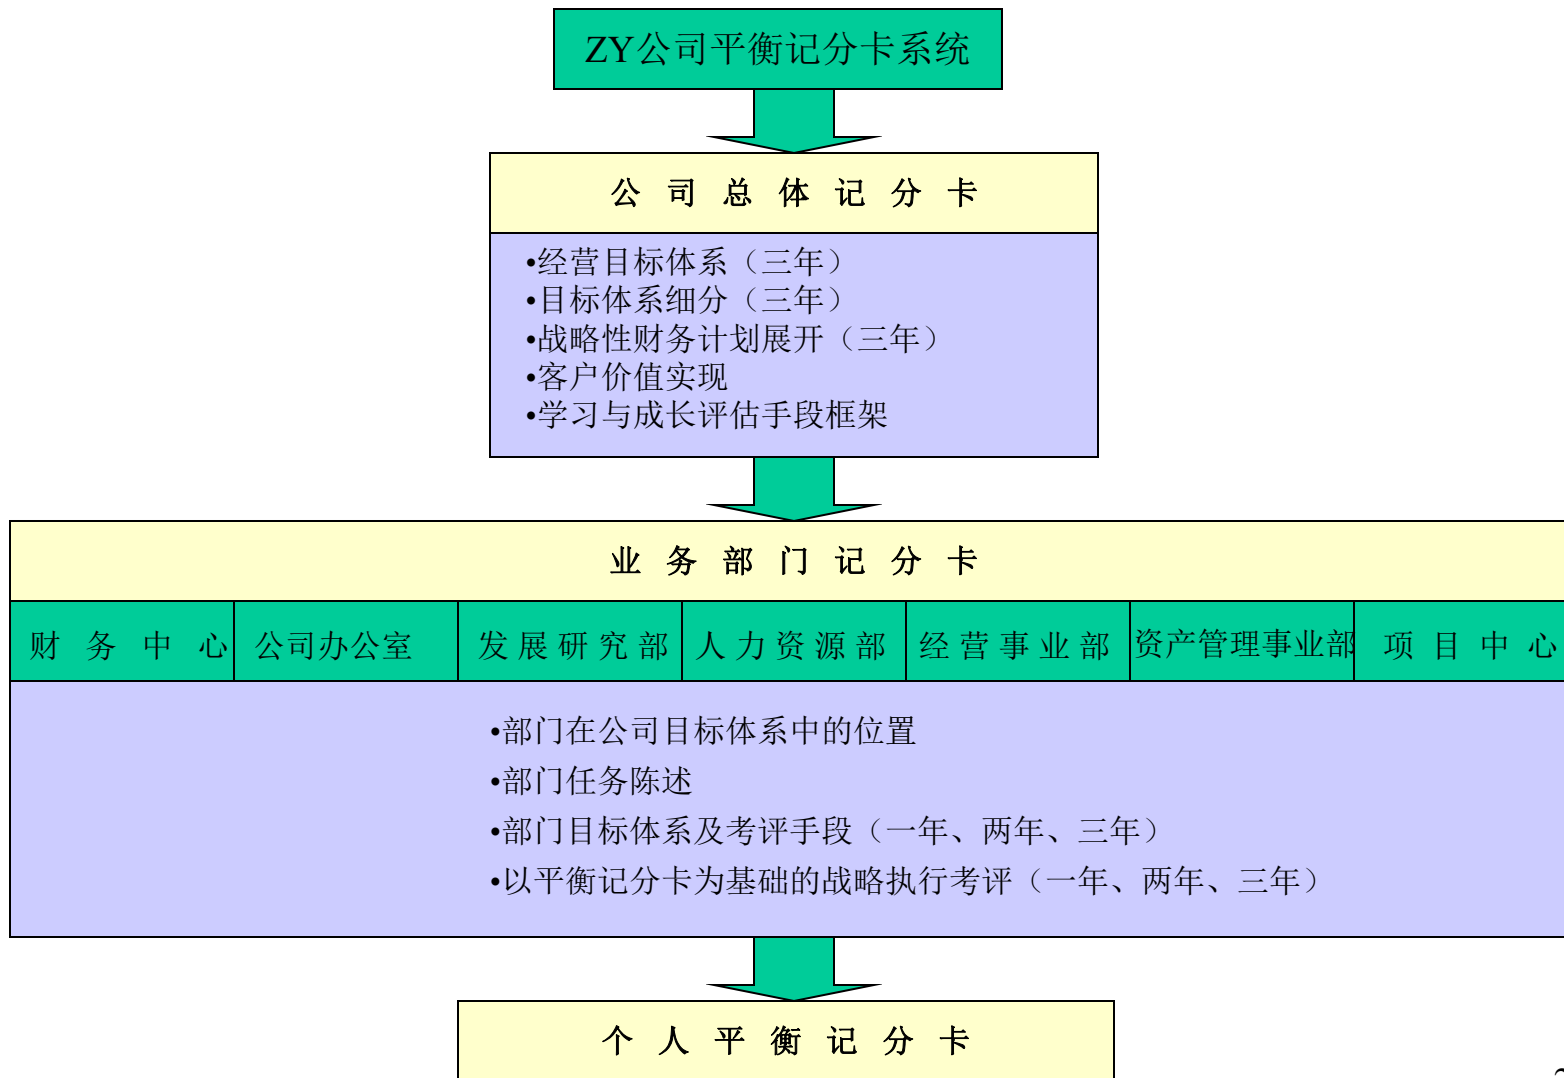 ZY公司平衡记分卡系统
公司总体记分卡
•经营目标体系（三年）
•目标体系细分（三年）
•战略性财务计划展开（三年）
•客户价值实现
•学习与成长评估手段框架
业务部门记分卡
财务中心 公司办公室 发展研究部 人力资源部 经营事业部 资产管理事业部 项目中心
•部门在公司目标体系中的位置
•部门任务陈述
•部门目标体系及考评手段（一年、两年、三年）
•以平衡记分卡为基础的战略执行考评（一年、两年、三年）
个人平衡记分卡